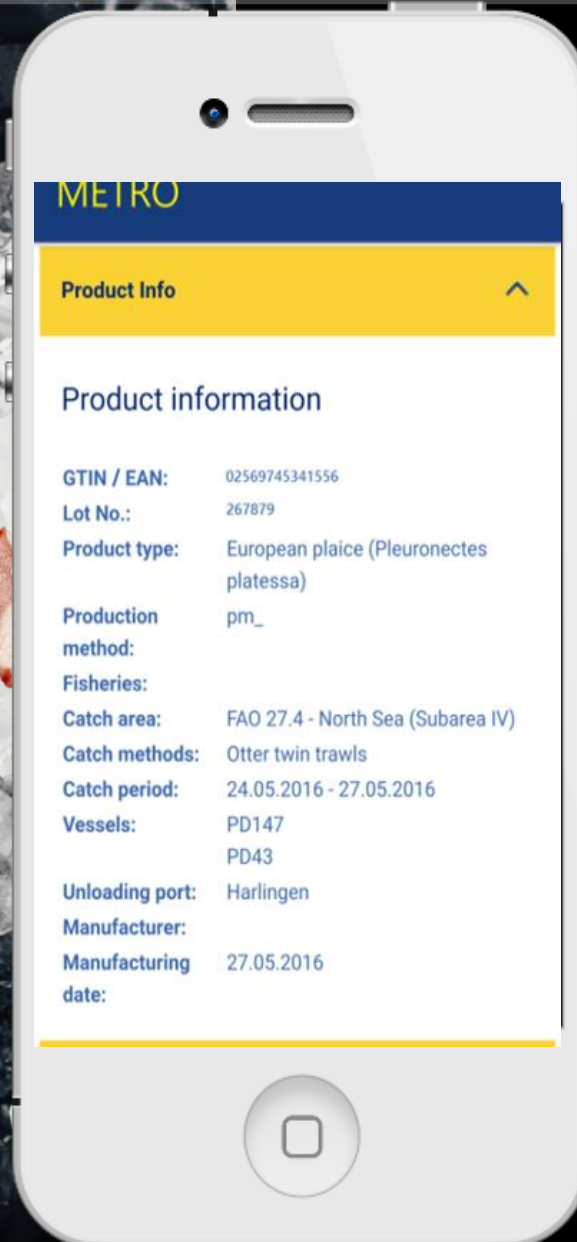 METRO
Product Info
Product information
GTIN / EAN: 02569745341556
Lot No.: 267879
Product type: European plaice (Pleuronectes
platessa)
Production pm_
method:
Fisheries:
Catch area: FAO 27.4 - North Sea (Subarea IV)
Catch methods: Otter twin trawls
Catch period: 24.05.2016 - 27.05.2016
Vessels: PD147
PD43
Unloading port: Harlingen
Manufacturer:
Manufacturing 27.05.2016
date: